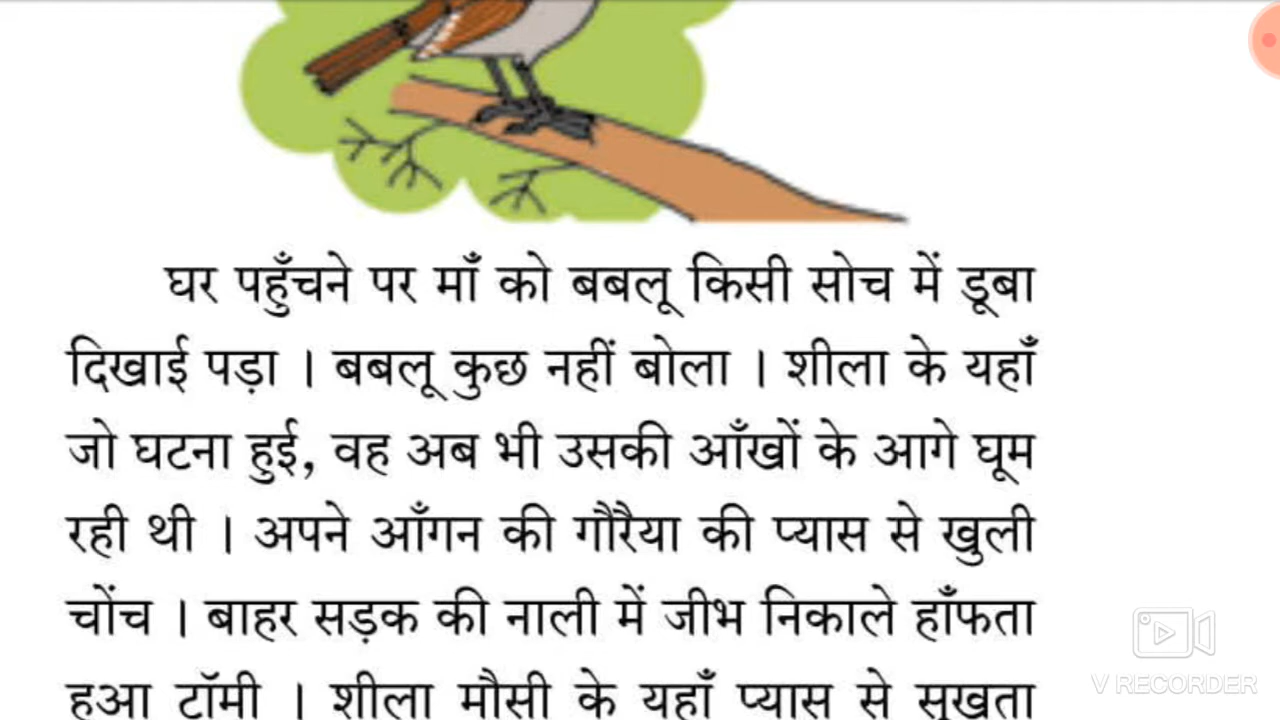 घर पहुँचने पर माँ को बबलू किसी सोच में डूबा
दिखाई पड़ा । बबलू कुछ नहीं बोला । शीला के यहाँ
जो घटना हुई, वह अब भी उसकी आँखों के आगे घूम
रही थी । अपने आँगन की गौरैया की प्यास से खुली
चोंच । बाहर सड़क की नाली में जीभ निकाले हाँफता
हुआ टॉमी । शीला मौसी के यहाँ प्यास से सूखता
V RECORDER